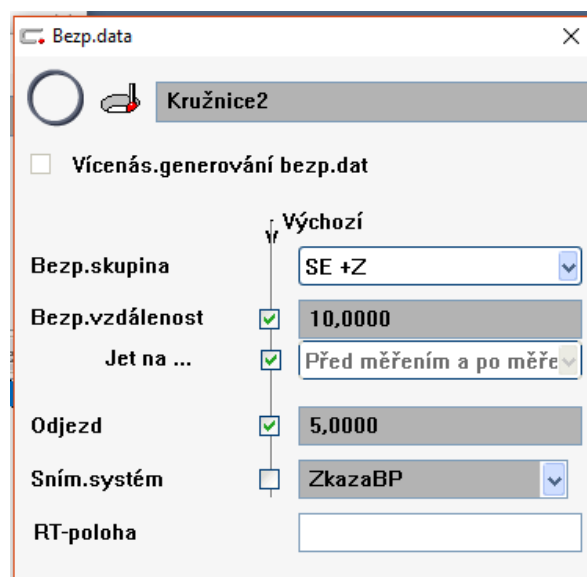 Bezp.data
Kružnice2
Vícenás.generování bezp.dat
Výchozí
Bezp.skupina SE +Z
Bezp.vzdálenost 10,0000
Jet na ... Před měřením a po měře
Odjezd 5,0000
Sním.systém ZkazaBP
RT-poloha